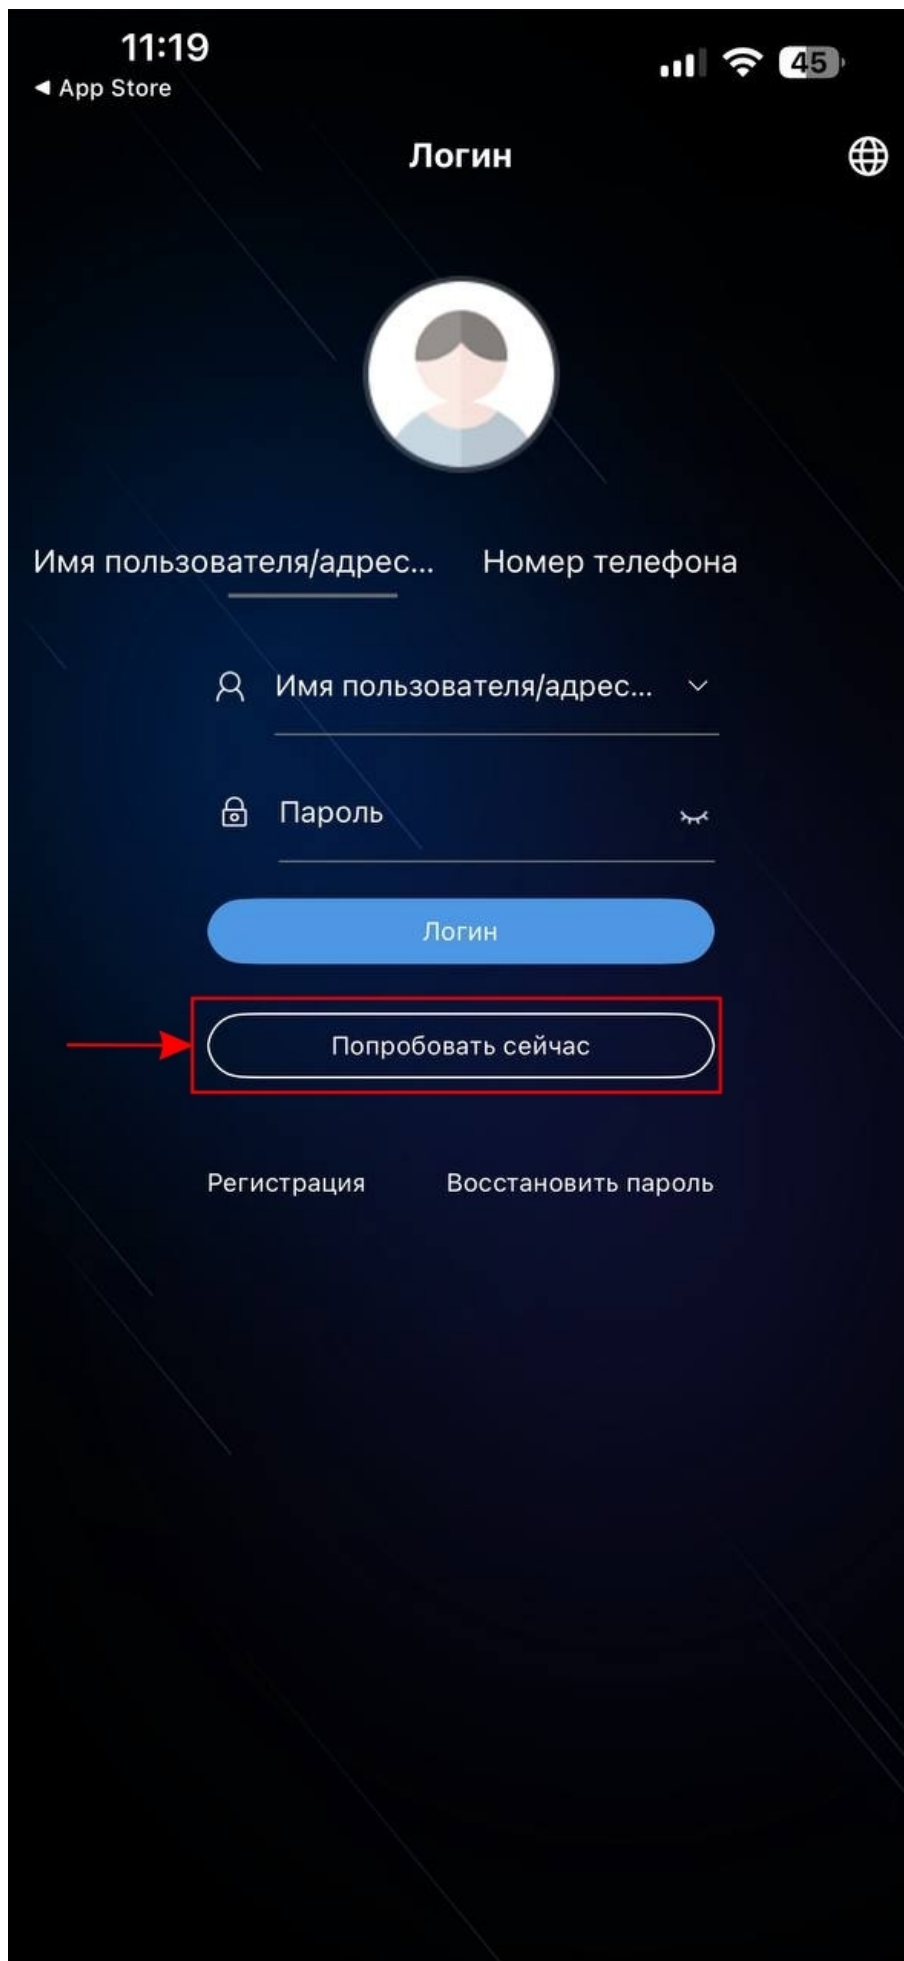 11:19
45
◀ App Store
Логин
Имя пользователя/адрес... Номер телефона
Имя пользователя/адрес...
Пароль
Логин
Попробовать сейчас
Регистрация Восстановить пароль